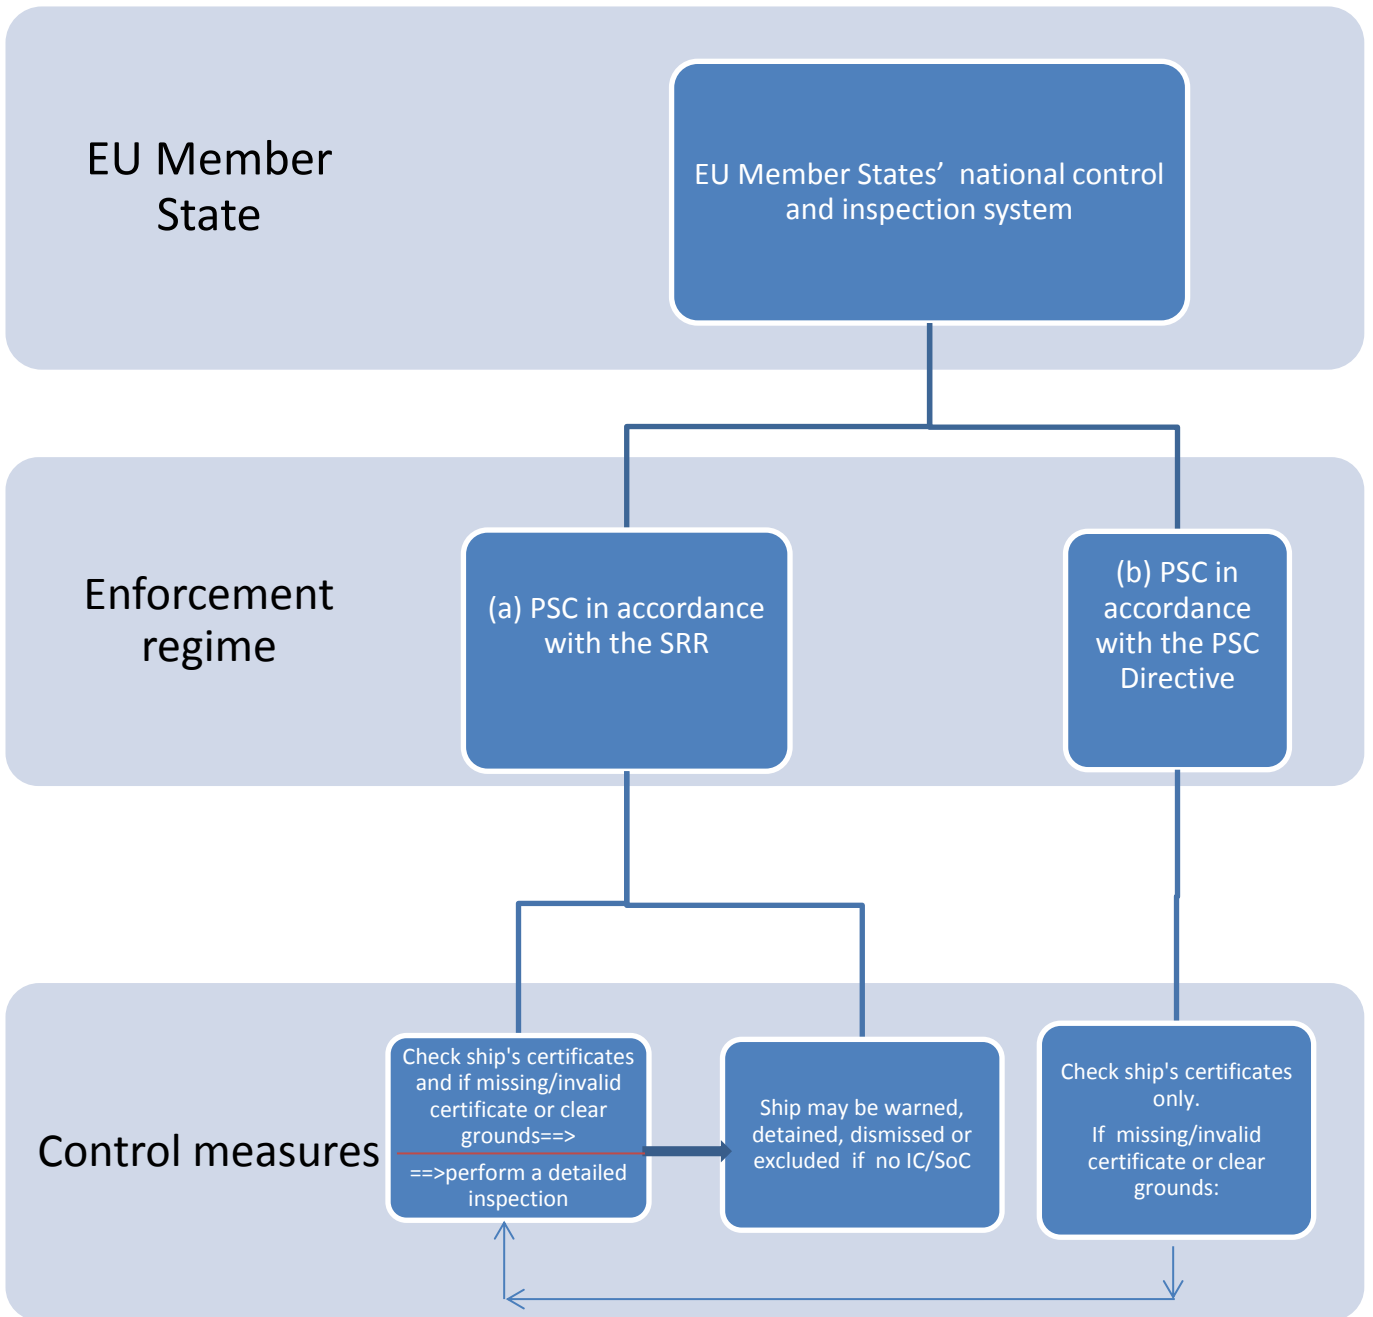 EU Member
State
EU Member States’ national control
and inspection system
Enforcement
regime
(a) PSC in accordance
with the SRR
(b) PSC in
accordance
with the PSC
Directive
Control measures
Check ship's certificates
and if missing/invalid
certificate or clear
grounds==>
==>perform a detailed
inspection
Ship may be warned,
detained, dismissed or
excluded if no IC/SoC
Check ship's certificates
only.
If missing/invalid
certificate or clear
grounds: